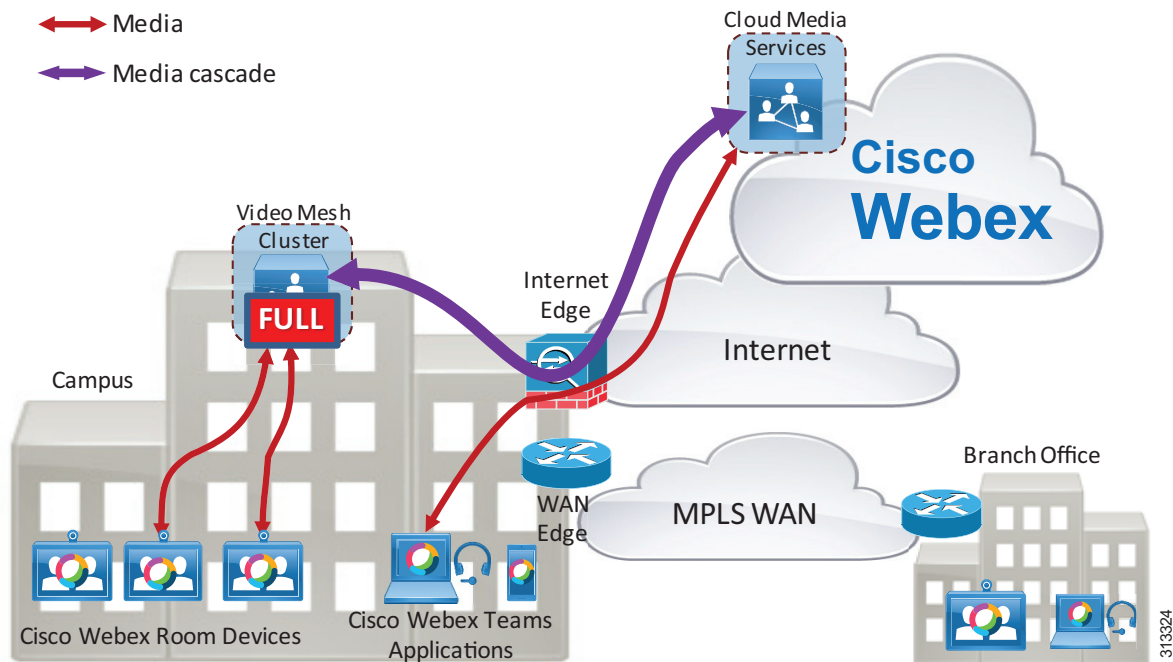 Media
Media cascade
Cloud Media
Services
Cisco
Webex
Video Mesh
Cluster
FULL
Internet
Edge
Internet
Campus
WAN
Edge
MPLS WAN
Branch Office
Cisco Webex Room Devices
Cisco Webex Teams
Applications
313324